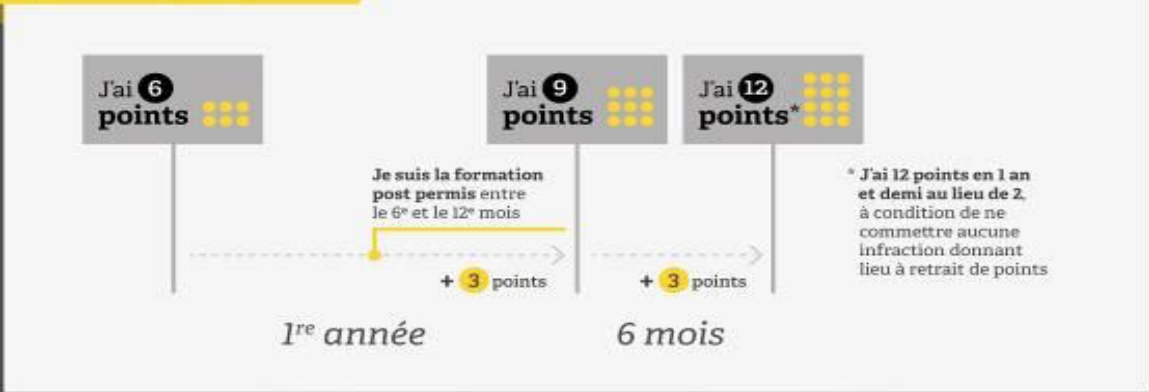 J'ai 6
points
J'ai 9
points
J'ai 12
points*
Je suis la formation
post permis entre
le 6e et le 12e mois
* J'ai 12 points en 1 an
et demi au lieu de 2,
à condition de ne
commettre aucune
infraction donnant
lieu à retrait de points
+ 3 points
+ 3 points
1re année
6 mois